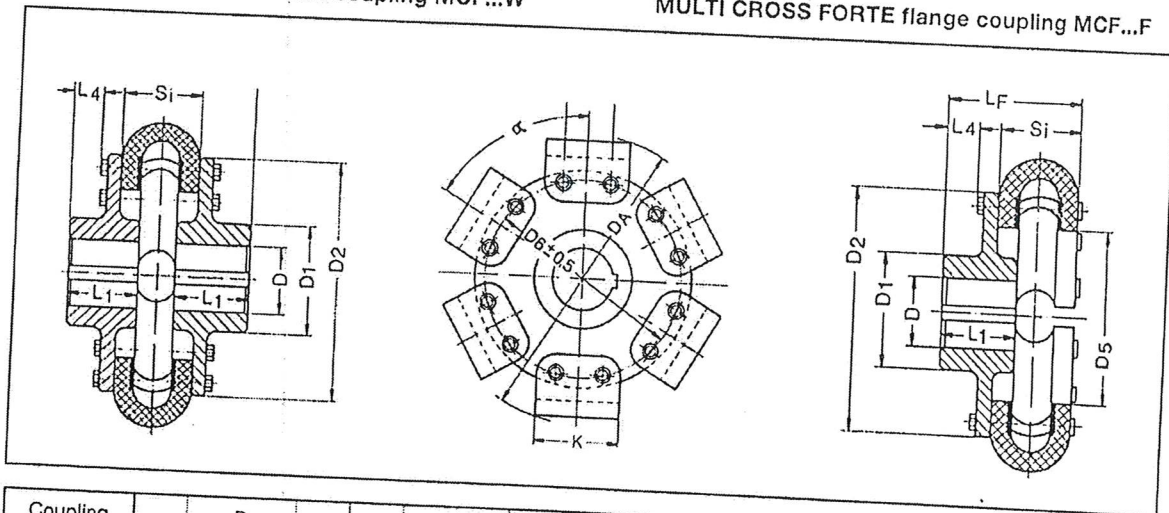 coupling MCF...W
MULTI CROSS FORTE flange coupling MCF...F
L4 Si
L1 L1 D D1 D2
α
D6±0.5 DA
K
LF
L4 Si
D2 D1 D L1 D5
Coupling